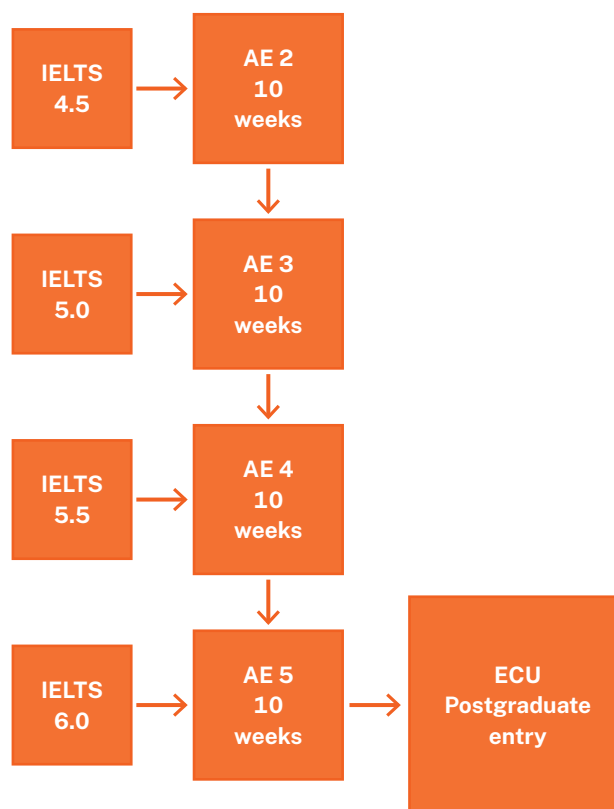 IELTS
4.5
AE 2
10
weeks
IELTS
5.0
AE 3
10
weeks
IELTS
5.5
AE 4
10
weeks
IELTS
6.0
AE 5
10
weeks
ECU
Postgraduate
entry